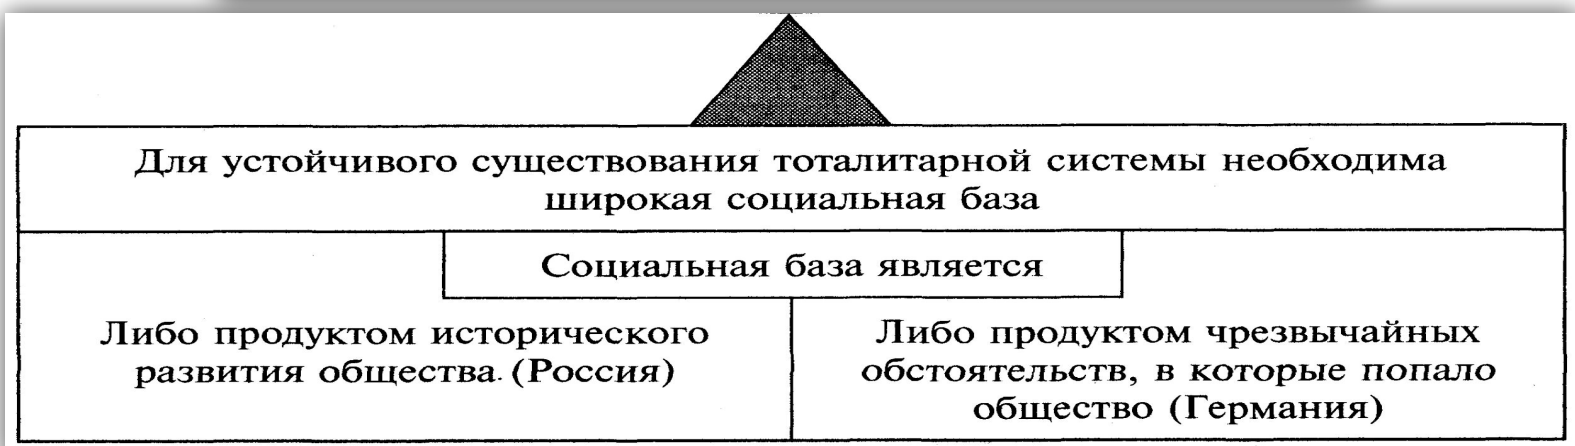 Для устойчивого существования тоталитарной системы необходима
широкая социальная база
Социальная база является
Либо продуктом исторического
развития общества. (Россия)
Либо продуктом чрезвычайных
обстоятельств, в которые попало
общество (Германия)